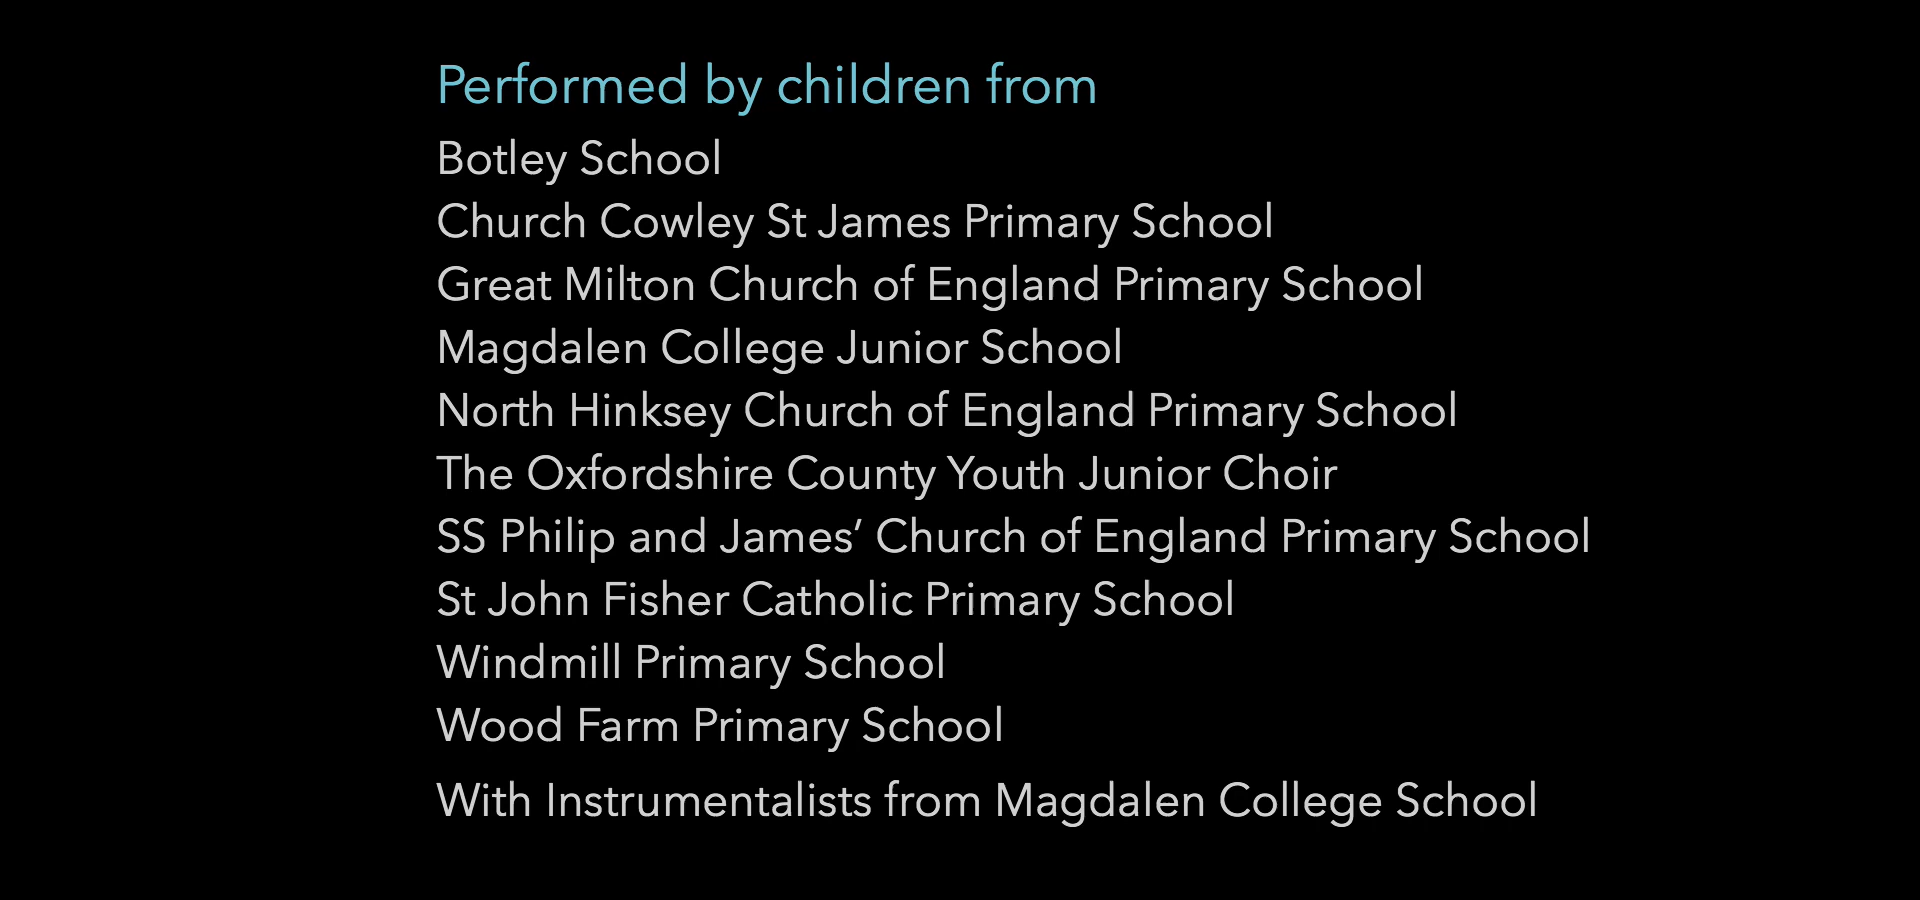 Performed by children from
Botley School
Church Cowley St James Primary School
Great Milton Church of England Primary School
Magdalen College Junior School
North Hinksey Church of England Primary School
The Oxfordshire County Youth Junior Choir
SS Philip and James’ Church of England Primary School
St John Fisher Catholic Primary School
Windmill Primary School
Wood Farm Primary School
With Instrumentalists from Magdalen College School